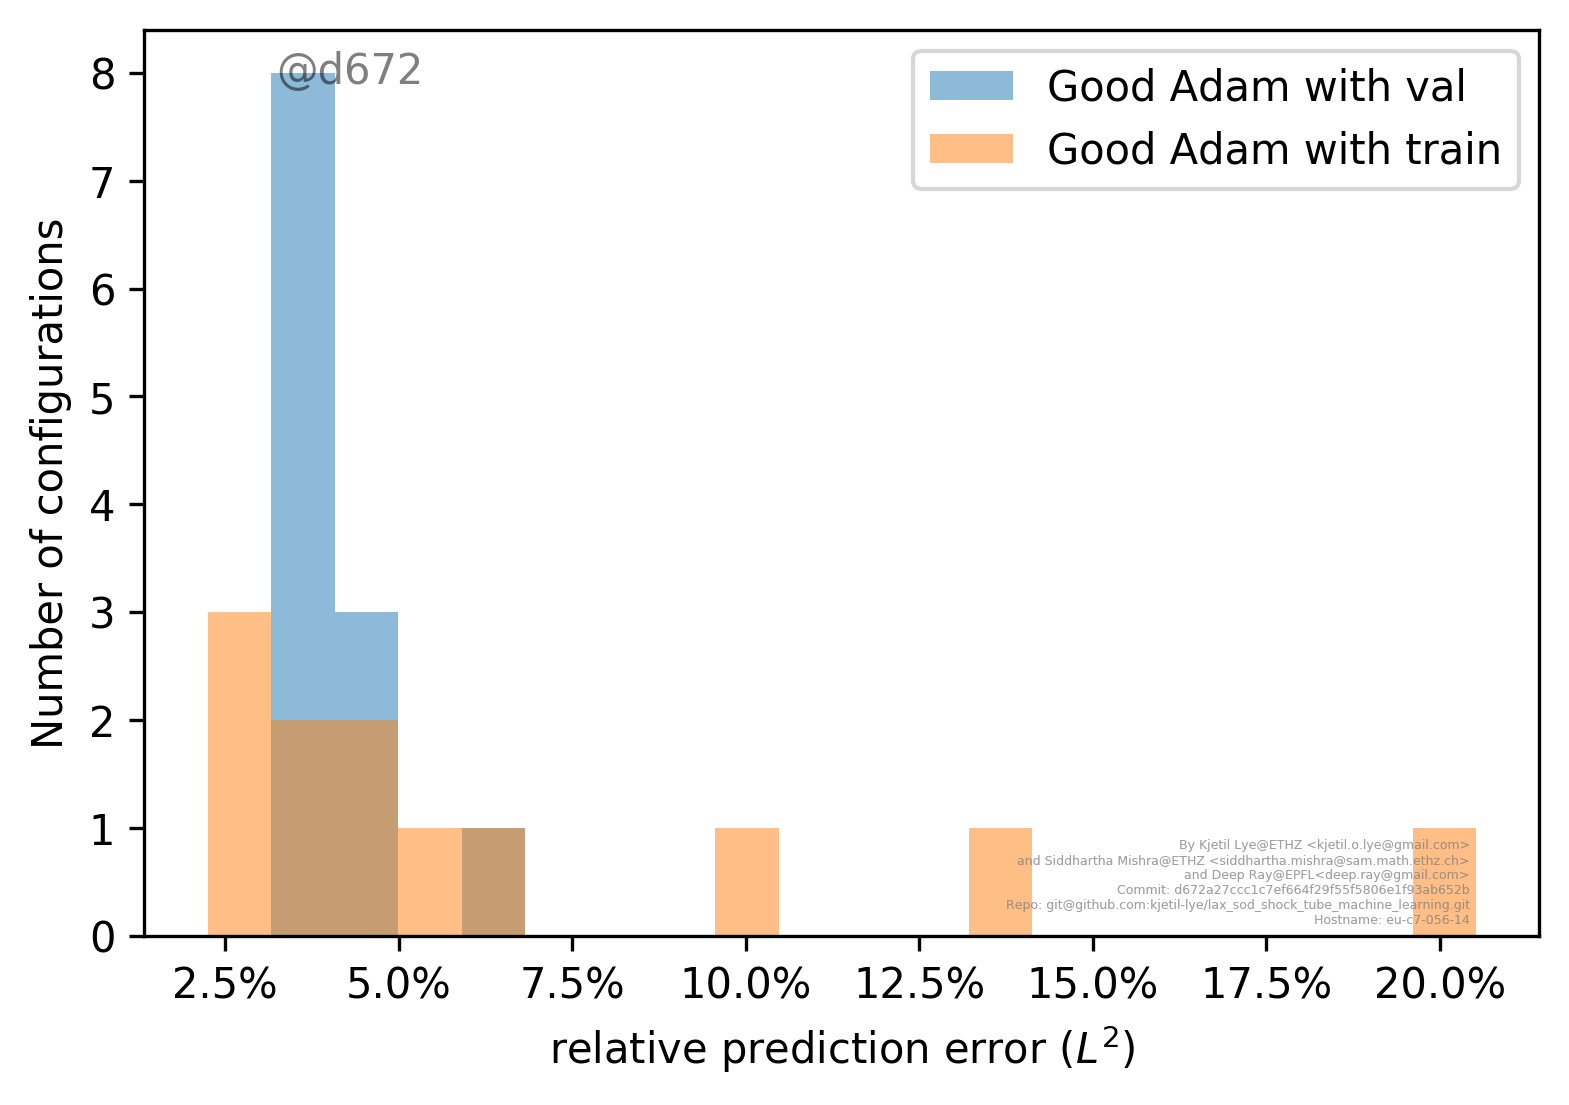 @d672
Good Adam with val
Good Adam with train
8
7
6
5
4
3
2
1
0
Number of configurations
By Kjetil Lye@ETHZ <kjetil.o.lye@gmail.com>
and Siddhartha Mishra@ETHZ <siddhartha.mishra@sam.math.ethz.ch>
and Deep Ray@EPFL<deep.ray@gmail.com>
Commit: d672a27ccc1c7ef664f29f55f5806e1f93ab652b
Repo: git@github.com:kjetil-lye/lax_sod_shock_tube_machine_learning.git
Hostname: eu-c7-056-14
2.5% 5.0% 7.5% 10.0% 12.5% 15.0% 17.5% 20.0%
relative prediction error (L²)